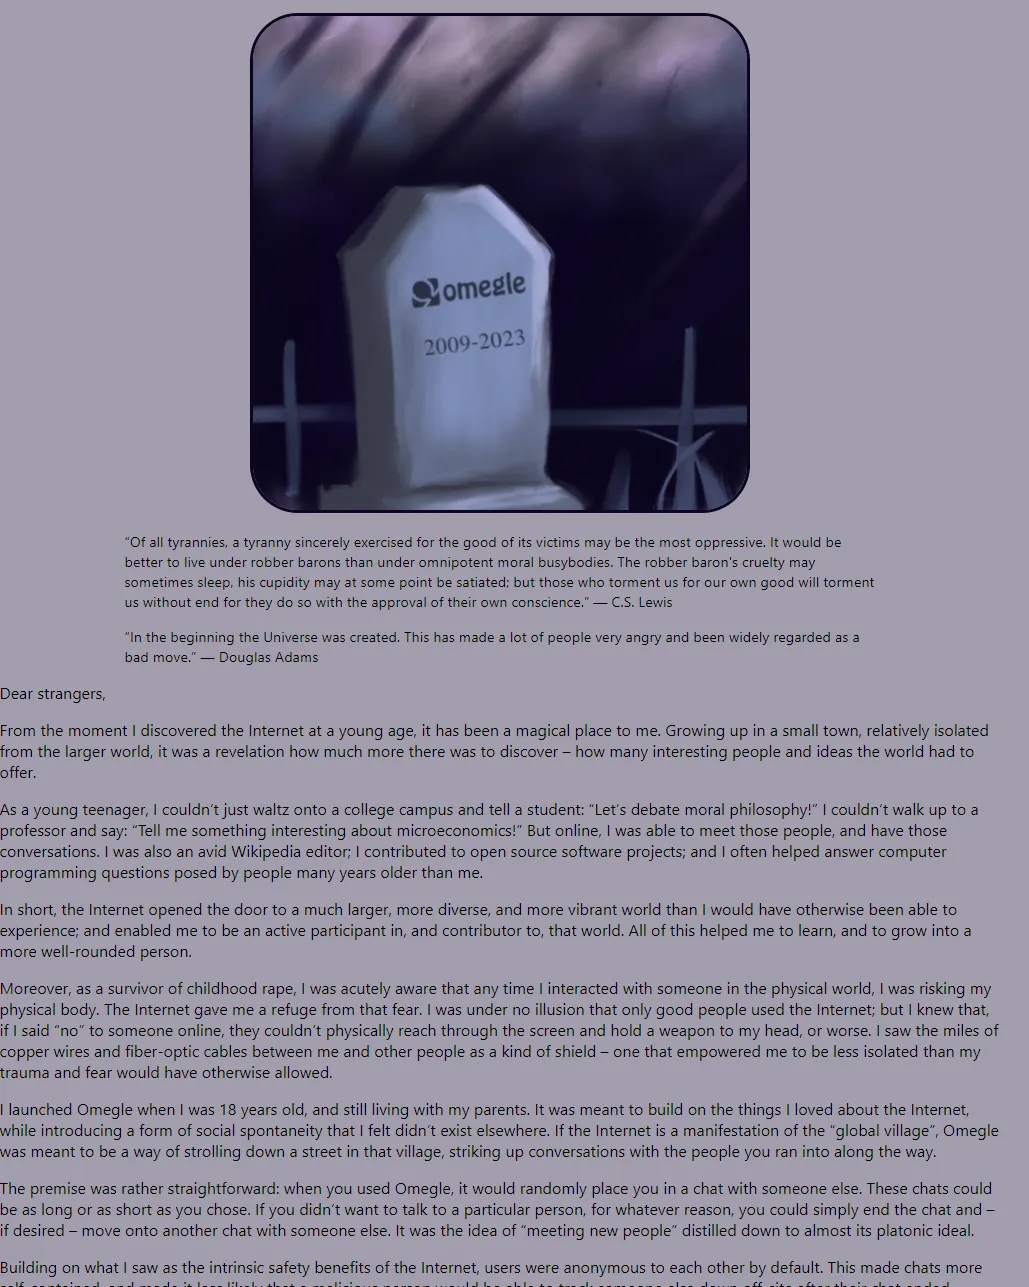 omegle
2009-2023
“Of all tyrannies, a tyranny sincerely exercised for the good of its victims may be the most oppressive. It would be
better to live under robber barons than under omnipotent moral busybodies. The robber baron's cruelty may
sometimes sleep, his cupidity may at some point be satiated; but those who torment us for our own good will torment
us without end for they do so with the approval of their own conscience.” — C.S. Lewis
“In the beginning the Universe was created. This has made a lot of people very angry and been widely regarded as a
bad move.” — Douglas Adams
Dear strangers,
From the moment I discovered the Internet at a young age, it has been a magical place to me. Growing up in a small town, relatively isolated
from the larger world, it was a revelation how much more there was to discover – how many interesting people and ideas the world had to
offer.
As a young teenager, I couldn’t just waltz onto a college campus and tell a student: “Let’s debate moral philosophy!” I couldn’t walk up to a
professor and say: “Tell me something interesting about microeconomics!” But online, I was able to meet those people, and have those
conversations. I was also an avid Wikipedia editor; I contributed to open source software projects; and I often helped answer computer
programming questions posed by people many years older than me.
In short, the Internet opened the door to a much larger, more diverse, and more vibrant world than I would have otherwise been able to
experience; and enabled me to be an active participant in, and contributor to, that world. All of this helped me to learn, and to grow into a
more well-rounded person.
Moreover, as a survivor of childhood rape, I was acutely aware that any time I interacted with someone in the physical world, I was risking my
physical body. The Internet gave me a refuge from that fear. I was under no illusion that only good people used the Internet; but I knew that,
if I said “no” to someone online, they couldn’t physically reach through the screen and hold a weapon to my head, or worse. I saw the miles of
copper wires and fiber-optic cables between me and other people as a kind of shield – one that empowered me to be less isolated than my
trauma and fear would have otherwise allowed.
I launched Omegle when I was 18 years old, and still living with my parents. It was meant to build on the things I loved about the Internet,
while introducing a form of social spontaneity that I felt didn’t exist elsewhere. If the Internet is a manifestation of the “global village”, Omegle
was meant to be a way of strolling down a street in that village, striking up conversations with the people you ran into along the way.
The premise was rather straightforward: when you used Omegle, it would randomly place you in a chat with someone else. These chats could
be as long or as short as you chose. If you didn’t want to talk to a particular person, for whatever reason, you could simply end the chat and –
if desired – move onto another chat with someone else. It was the idea of “meeting new people” distilled down to almost its platonic ideal.
Building on what I saw as the intrinsic safety benefits of the Internet, users were anonymous to each other by default. This made chats more